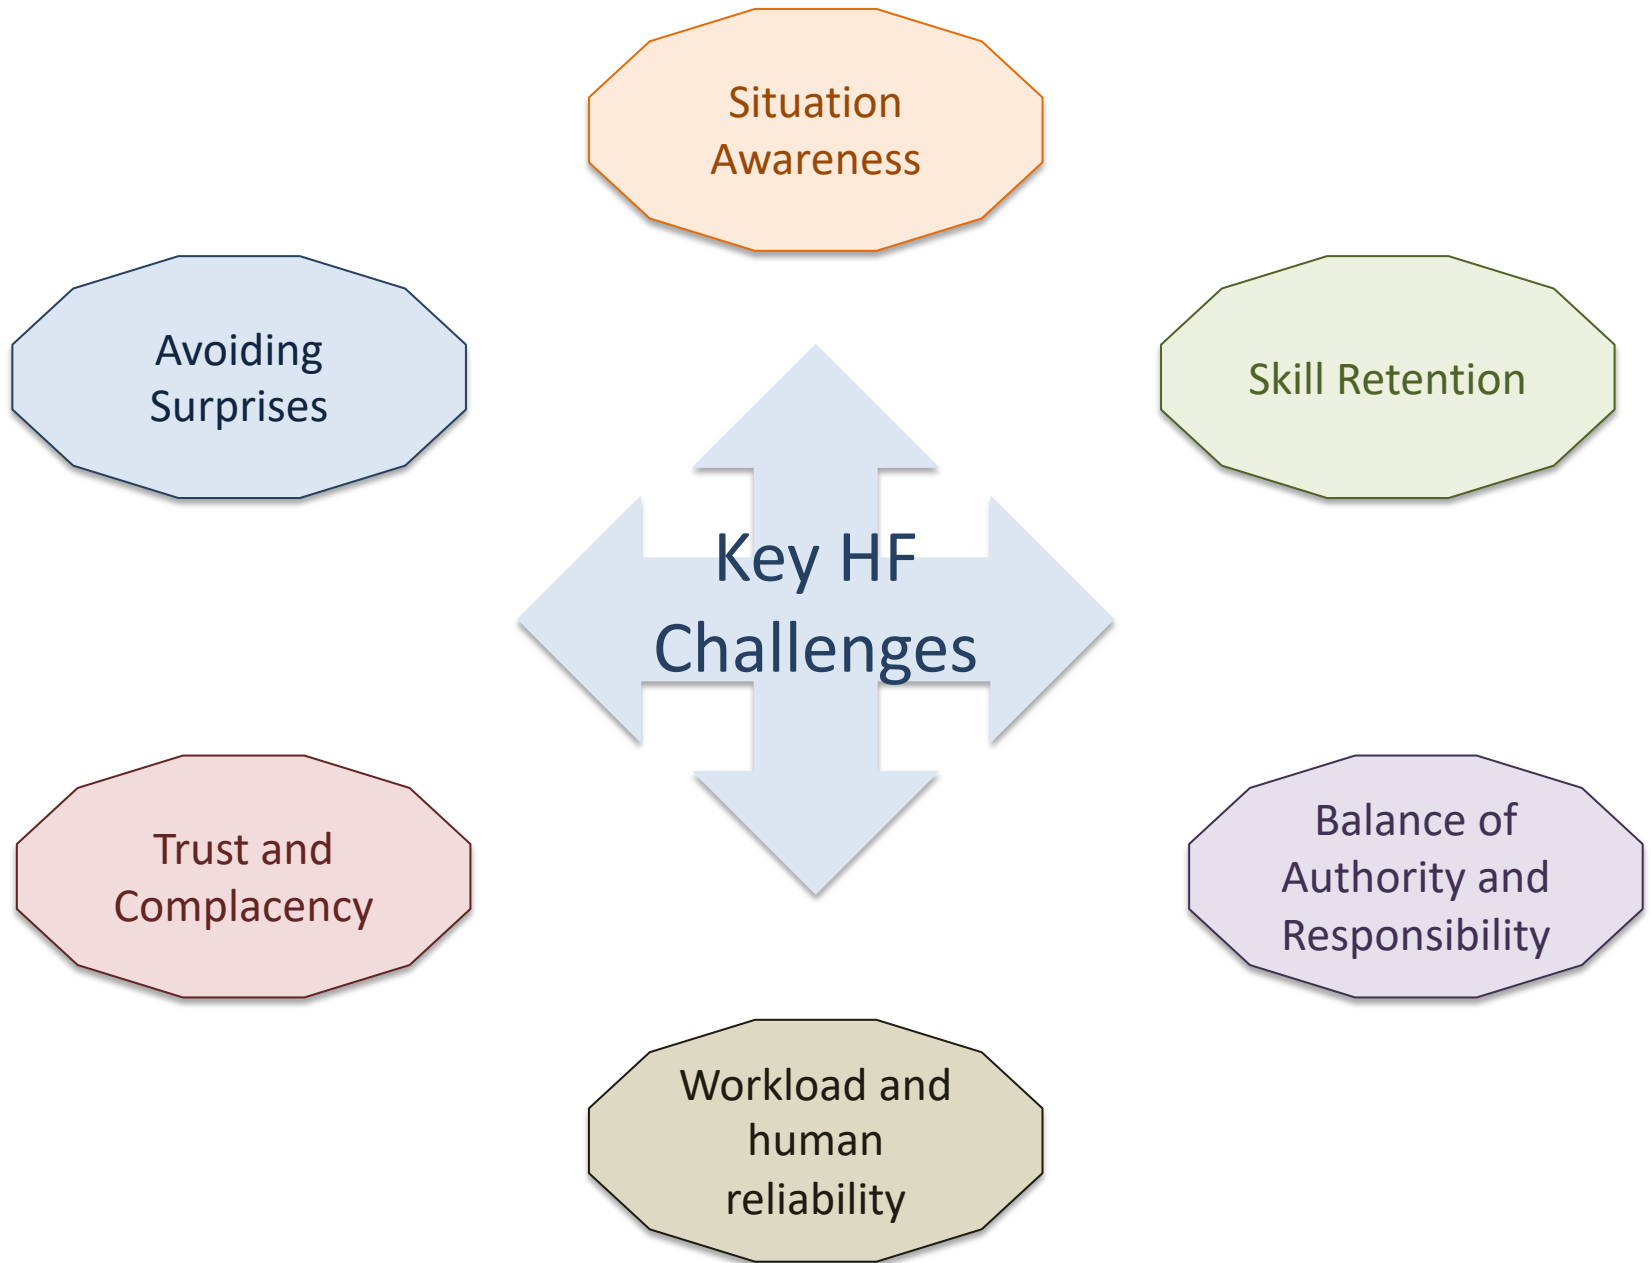 Situation
Awareness
Avoiding
Surprises
Skill Retention
Key HF
Challenges
Trust and
Complacency
Balance of
Authority and
Responsibility
Workload and
human
reliability